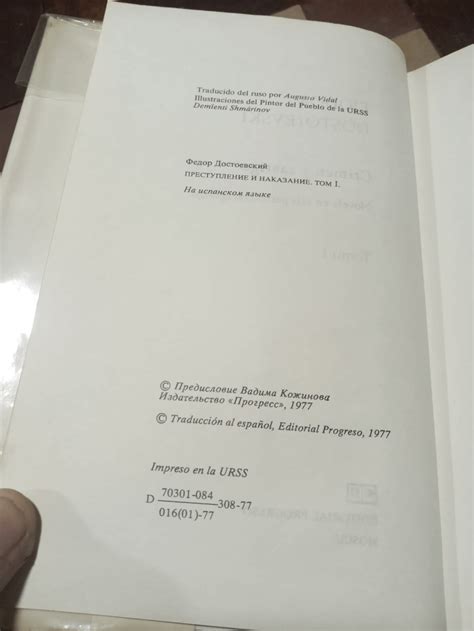 Traducido del ruso por Augusto Vidal
Illustraciones del Pintor del Pueblo de la URSS
Dementi Shmárinov
Федор Достоевский
ПРЕСТУПЛЕНИЕ И НАКАЗАНИЕ. ТОМ I.
На испанском языке
© Предисловие Вадима Кожинова
Издательство «Прогресс», 1977
© Traducción al español, Editorial Progreso, 1977
Impreso en la URSS
D 70301-084 308-77
016(01)-77